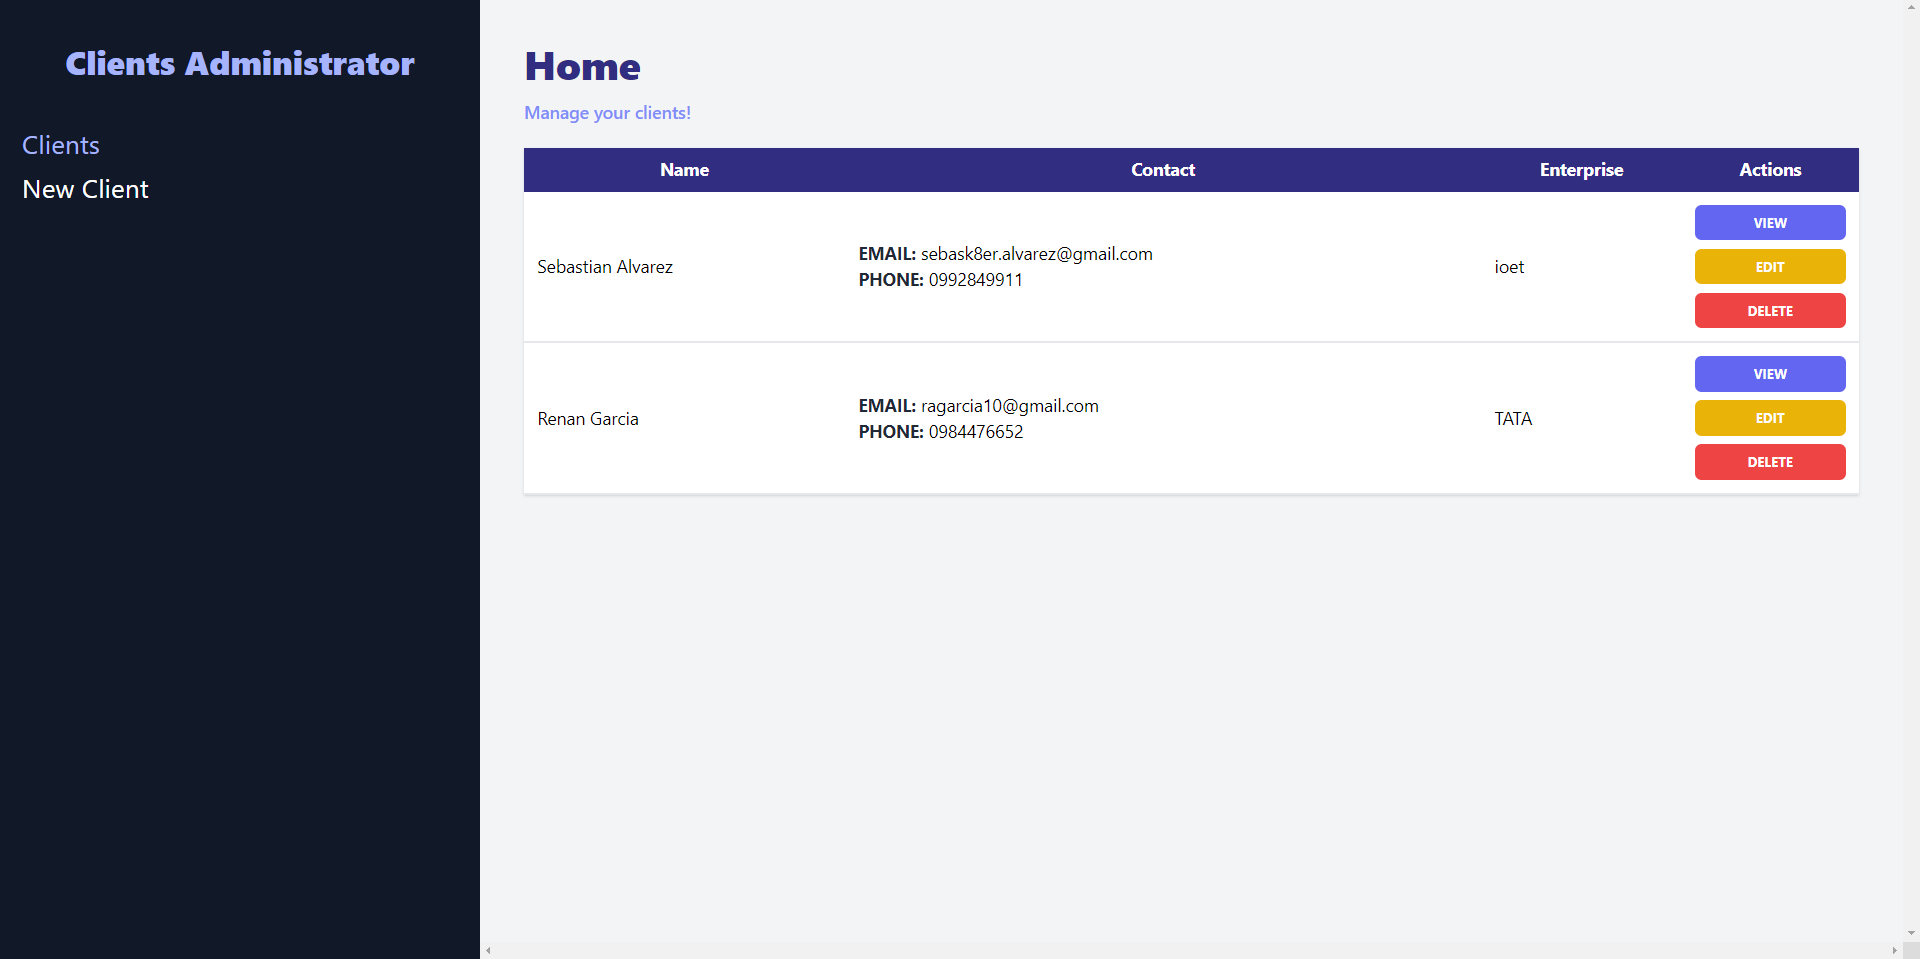 Clients Administrator
Clients
New Client
Home
Manage your clients!
Name Contact Enterprise Actions
Sebastian Alvarez
EMAIL: sebask8er.alvarez@gmail.com
PHONE: 0992849911
ioet
VIEW
EDIT
DELETE
Renan Garcia
EMAIL: ragarcia10@gmail.com
PHONE: 0984476652
TATA
VIEW
EDIT
DELETE